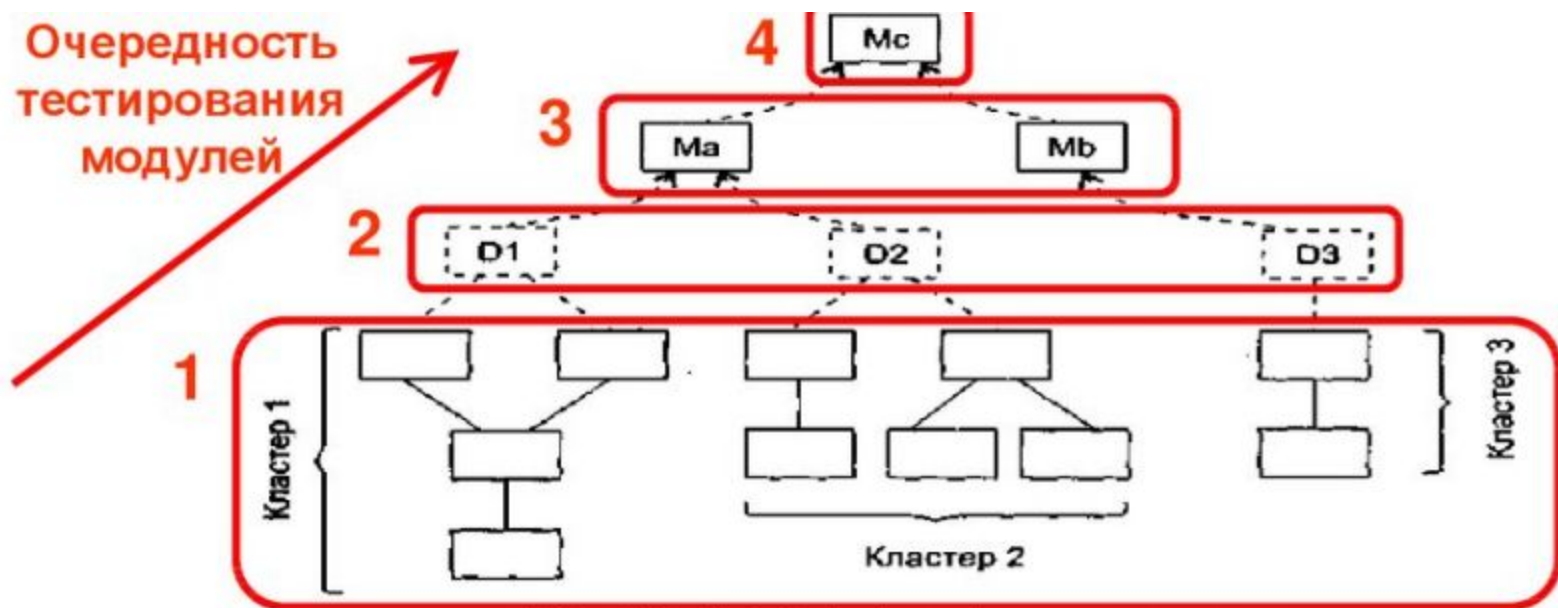 Очередность
тестирования
модулей
4
Mc
3
Ma
Mb
2
D1
D2
D3
1
Кластер 1
Кластер 2
Кластер 3